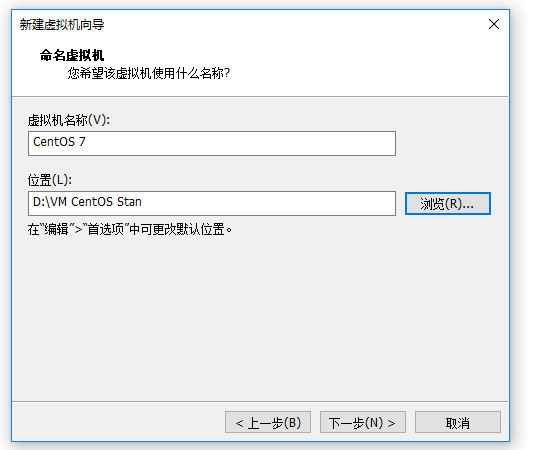 新建虚拟机向导
命名虚拟机
您希望该虚拟机使用什么名称?
虚拟机名称(V):
CentOS 7
位置(L):
D:\VM CentOS Stan
浏览(R)...
在"编辑">"首选项"中可更改默认位置。
< 上一步(B)
下一步(N) >
取消